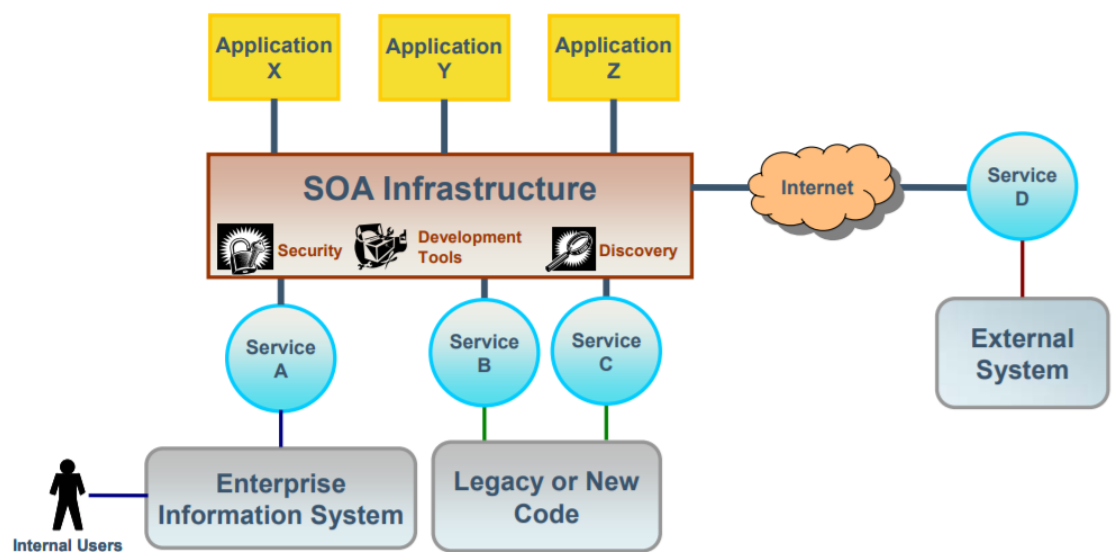 Application
X
Application
Y
Application
Z
SOA Infrastructure
Security
Development
Tools
Discovery
Internet
Service
D
Service
A
Service
B
Service
C
External
System
Enterprise
Information System
Legacy or New
Code
Internal Users